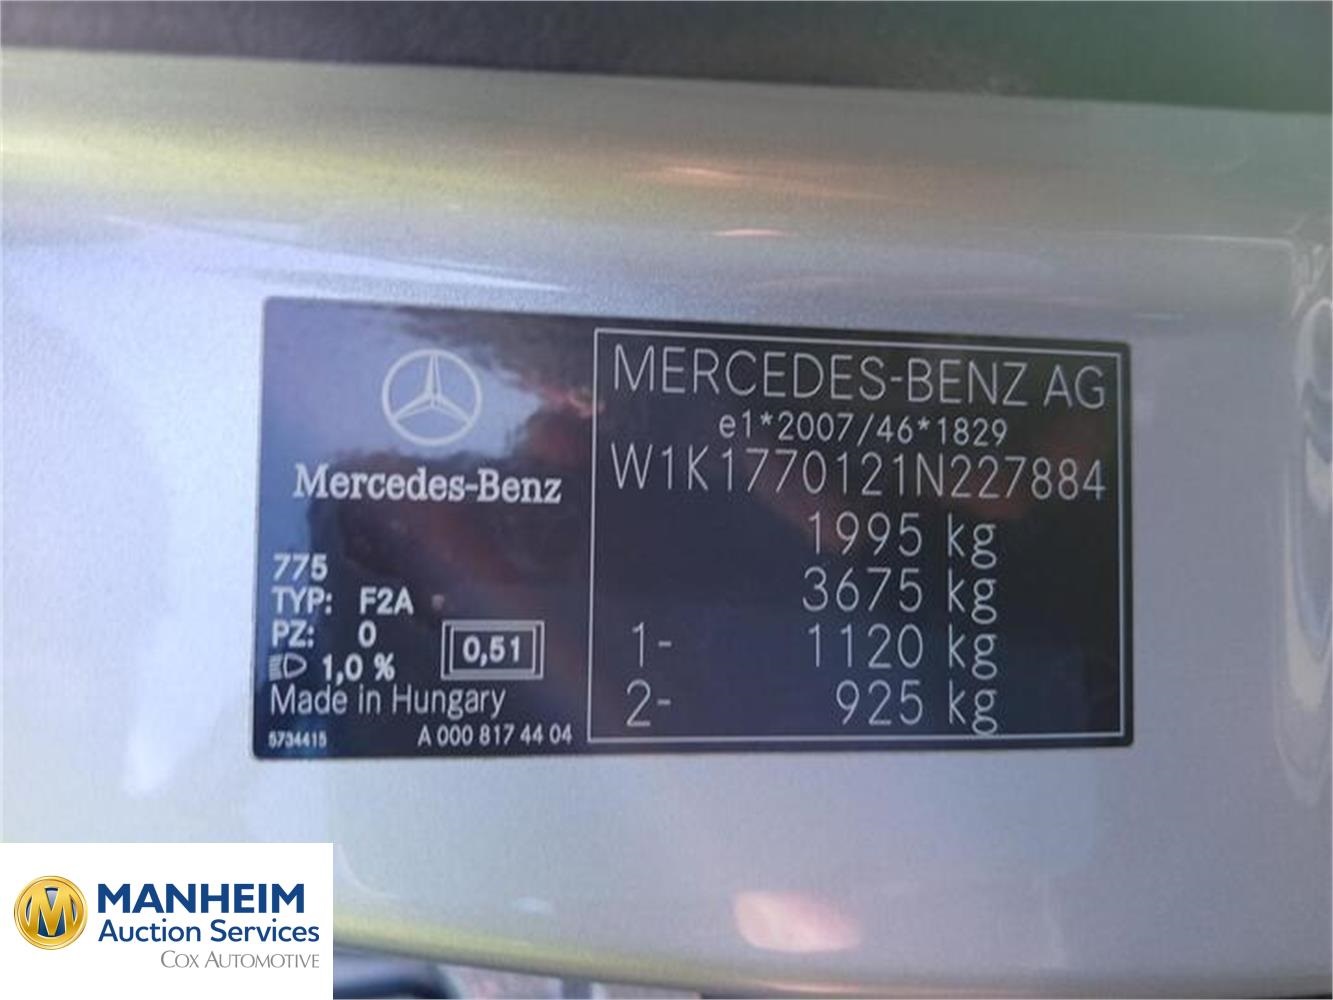 Mercedes-Benz
775
TYP: F2A
PZ: 0
1,0 %
0,51
Made in Hungary
5734415
A 000 817 44 04
MERCEDES-BENZ AG
e1*2007/46*1829
W1K1770121N227884
1995 kg
3675 kg
1- 1120 kg
2- 925 kg
MANHEIM
Auction Services
COX AUTOMOTIVE